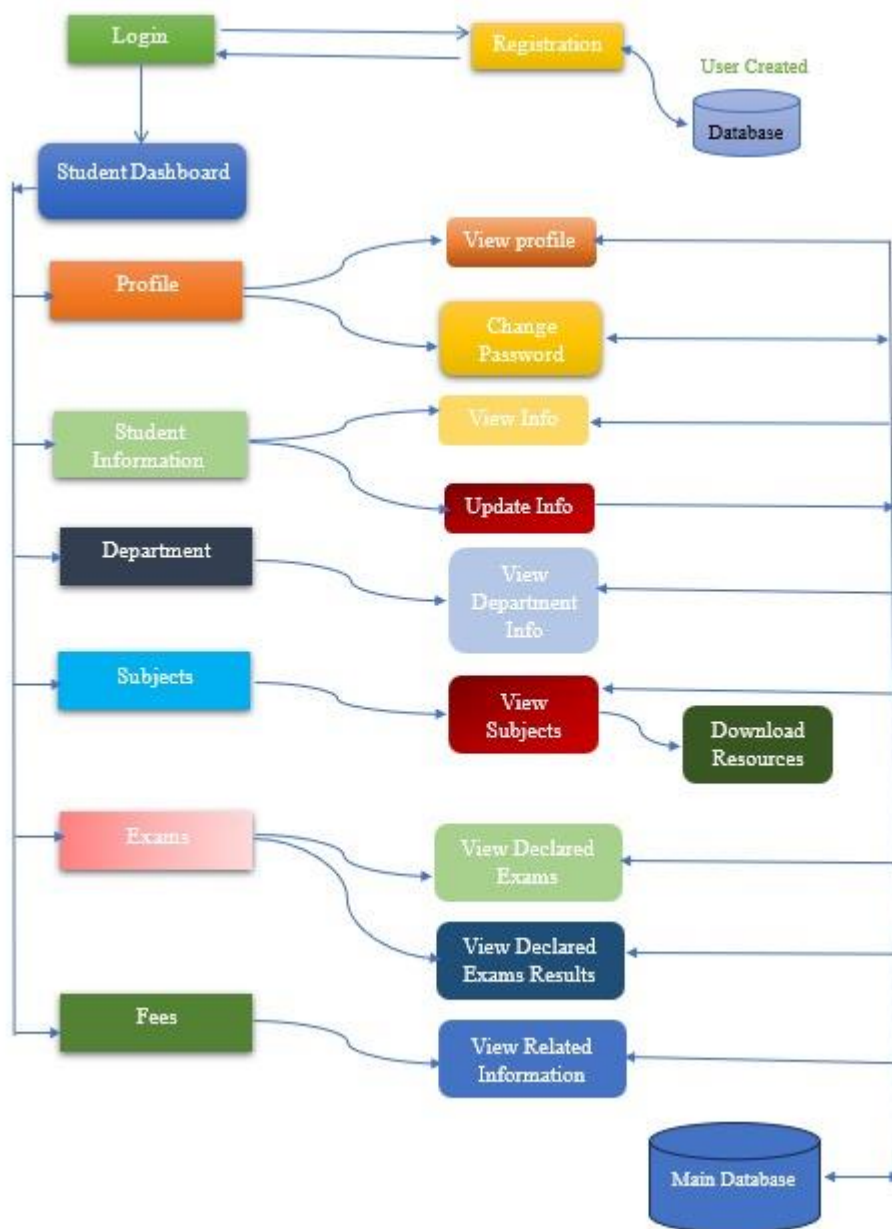 Login
Registration
User Created
Database
Student Dashboard
View profile
Profile
Change
Password
View Info
Student
Information
Update Info
Department
View
Department
Info
Subjects
View
Subjects
Download
Resources
Exams
View Declared
Exams
View Declared
Exams Results
Fees
View Related
Information
Main Database